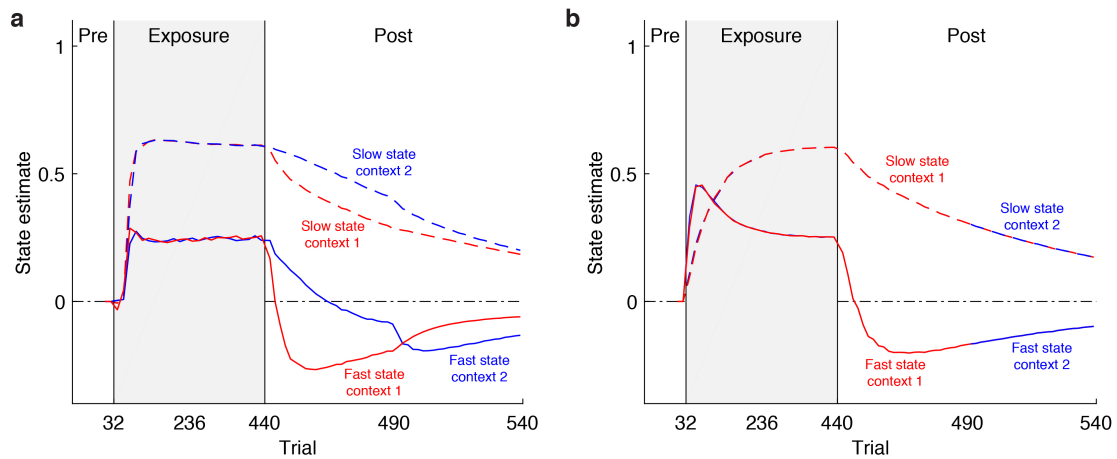 a
Pre
Exposure
Post
1
0.5
0
State estimate
Slow state
context 2
Slow state
context 1
Fast state
context 1
Fast state
context 2
32
236
440
490
540
Trial
b
Pre
Exposure
Post
1
0.5
0
State estimate
Slow state
context 1
Slow state
context 2
Fast state
context 1
Fast state
context 2
32
236
440
490
540
Trial